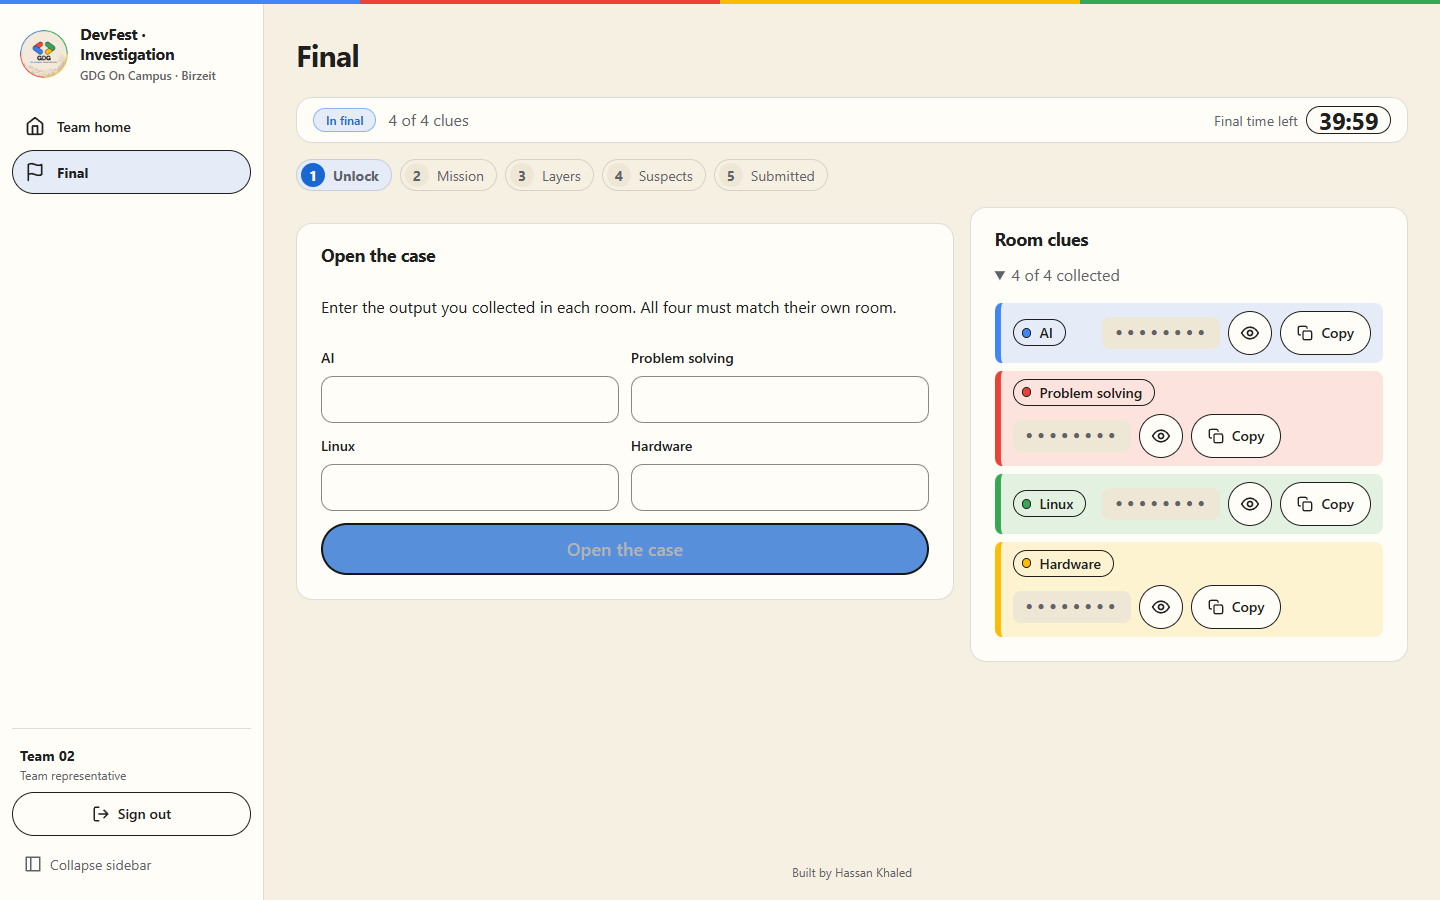 DevFest ·
Investigation
GDG On Campus · Birzeit
GDG
Team home
Final
Team 02
Team representative
Sign out
Collapse sidebar
Final
In final
4 of 4 clues
Final time left
39:59
1 Unlock
2 Mission
3 Layers
4 Suspects
5 Submitted
Open the case
Enter the output you collected in each room. All four must match their own room.
AI
Problem solving
Linux
Hardware
Open the case
Room clues
4 of 4 collected
AI
•••••••• Copy
Problem solving
•••••••• Copy
Linux
•••••••• Copy
Hardware
•••••••• Copy
Built by Hassan Khaled